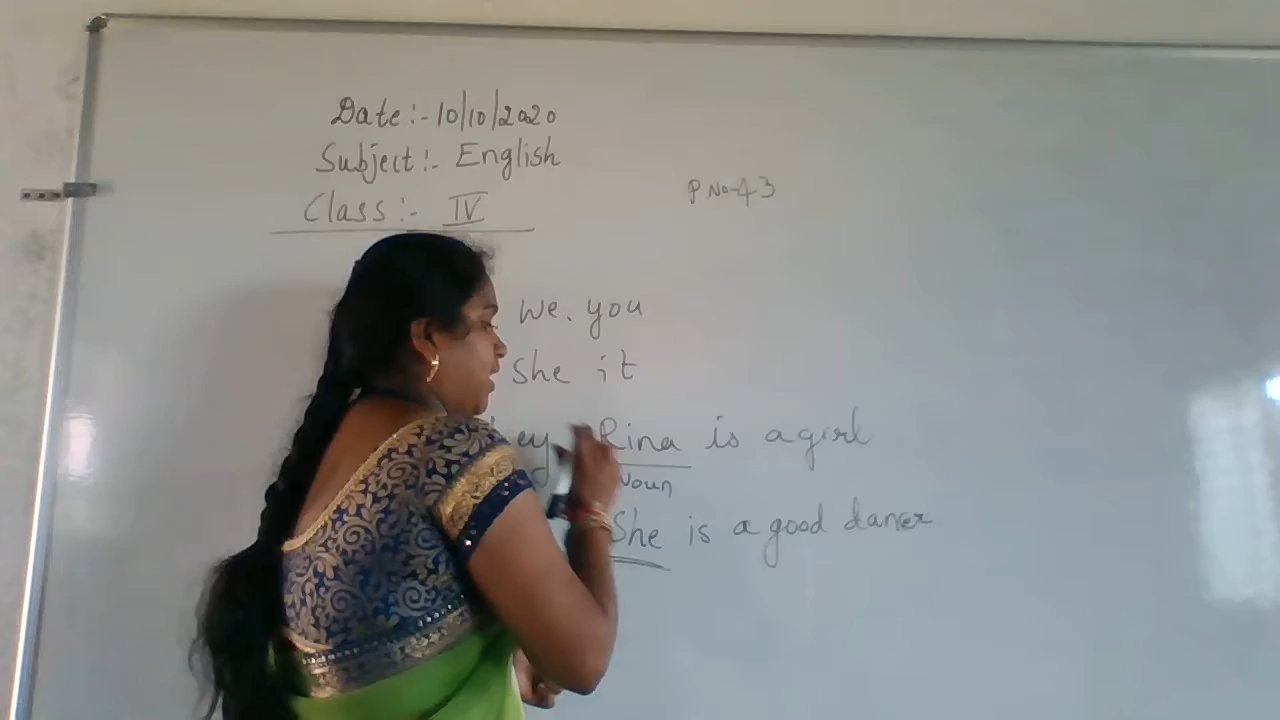 Date:- 10/10/2020
Subject:- English
Class:- IV
P No-43
We. you
She it
ey Rina is a girl
Noun
She is a good dancer